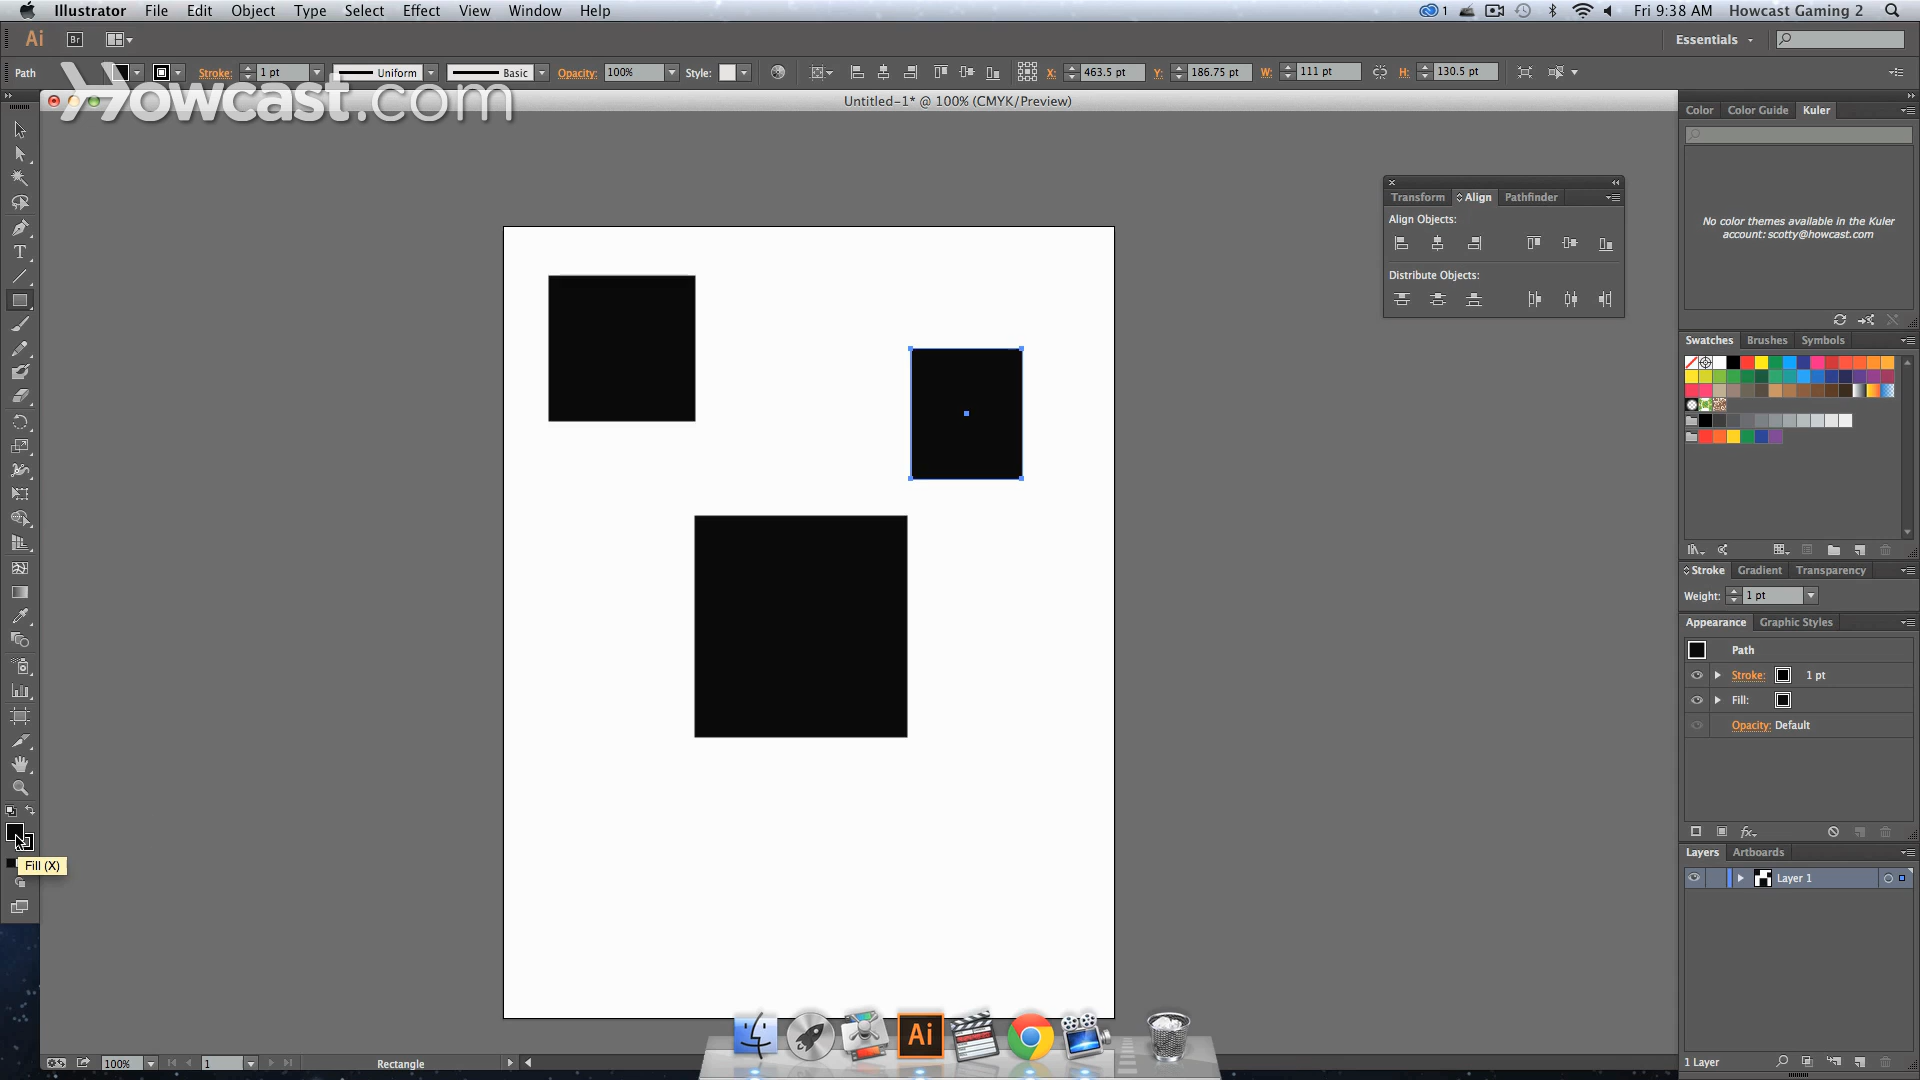 Illustrator File Edit Object Type Select Effect View Window Help
1 Fri 9:38 AM Howcast Gaming 2
Ai Br Essentials
Path Stroke: 1 pt Uniform Basic Opacity: 100% Style: X: 463.5 pt Y: 186.75 pt W: 111 pt H: 130.5 pt
Howcast.com
Untitled-1* @ 100% (CMYK/Preview)
Color Color Guide Kuler
No color themes available in the Kuler
account: scotty@howcast.com
Transform Align Pathfinder
Align Objects:
Distribute Objects:
Swatches Brushes Symbols
Stroke Gradient Transparency
Weight: 1 pt
Appearance Graphic Styles
Path
Stroke: 1 pt
Fill:
Opacity: Default
Fill (X)
Layers Artboards
Layer 1
Ai
100% 1 Rectangle
1 Layer